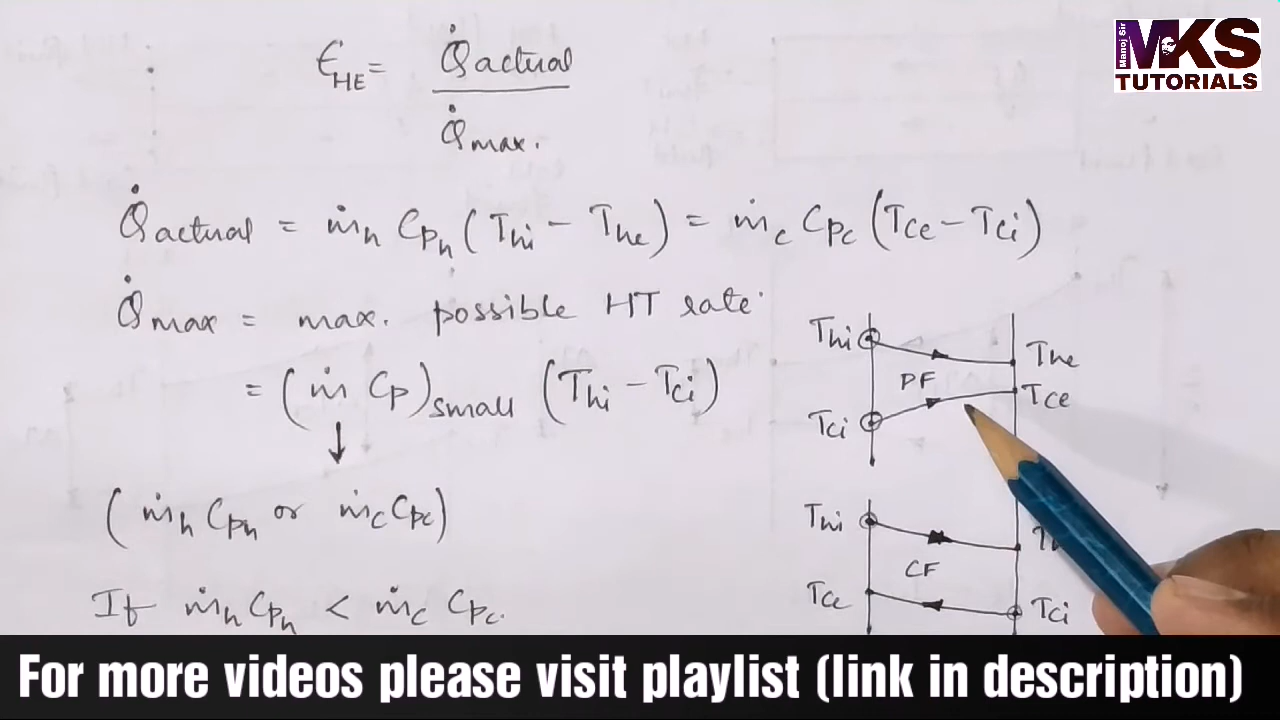 Manoj Sir
MKS
TUTORIALS
ϵHE = Q̇actual / Q̇max.
Q̇actual = ṁh Cph (Thi − The) = ṁc Cpc (Tce − Tci)
Q̇max = max. possible HT rate.
= (ṁ Cp)small (Thi − Tci)
↓
(ṁh Cph or ṁc Cpc)
If ṁh Cph < ṁc Cpc.
Thi
The
PF
Tce
Tci
Thi
CF
Tce
Tci
For more videos please visit playlist (link in description)